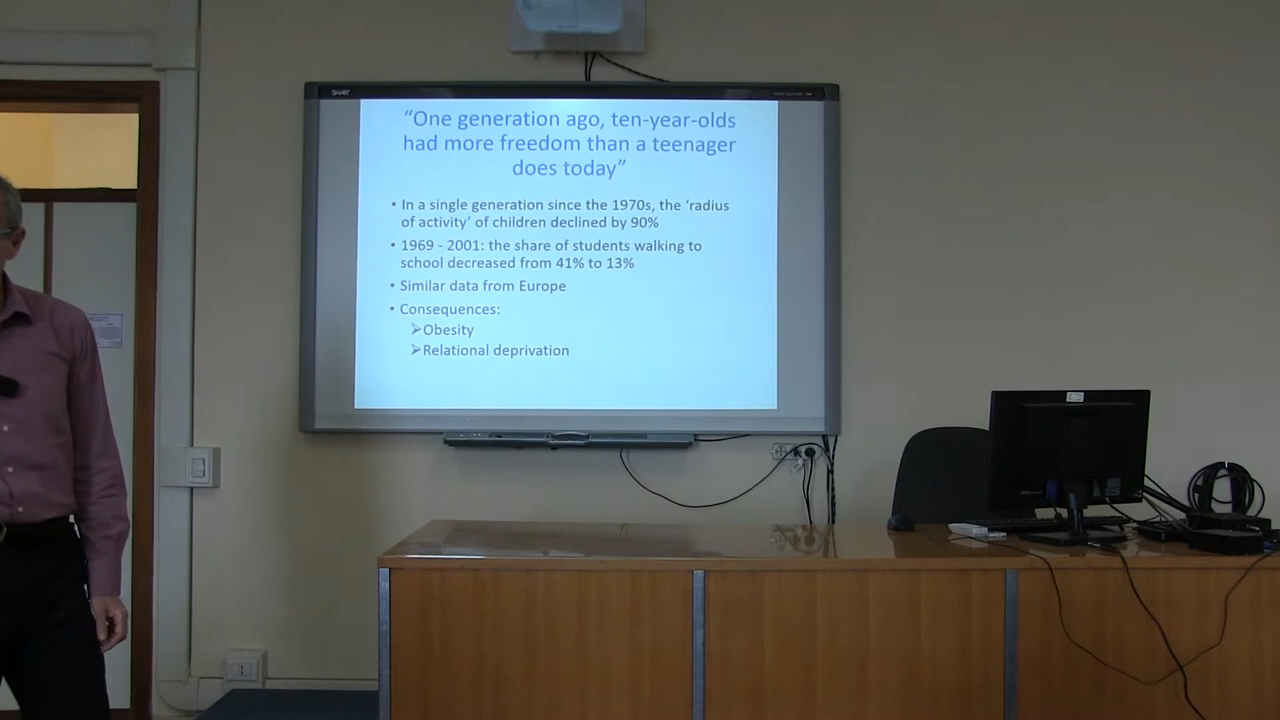 SMART
“One generation ago, ten-year-olds
had more freedom than a teenager
does today”
• In a single generation since the 1970s, the ‘radius
of activity’ of children declined by 90%
• 1969 - 2001: the share of students walking to
school decreased from 41% to 13%
• Similar data from Europe
• Consequences:
➢Obesity
➢Relational deprivation